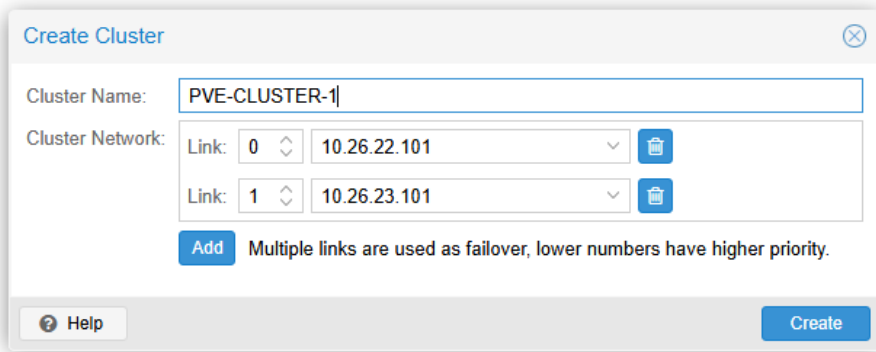 Create Cluster
Cluster Name: PVE-CLUSTER-1
Cluster Network: Link: 0 10.26.22.101
Link: 1 10.26.23.101
Add Multiple links are used as failover, lower numbers have higher priority.
Help Create